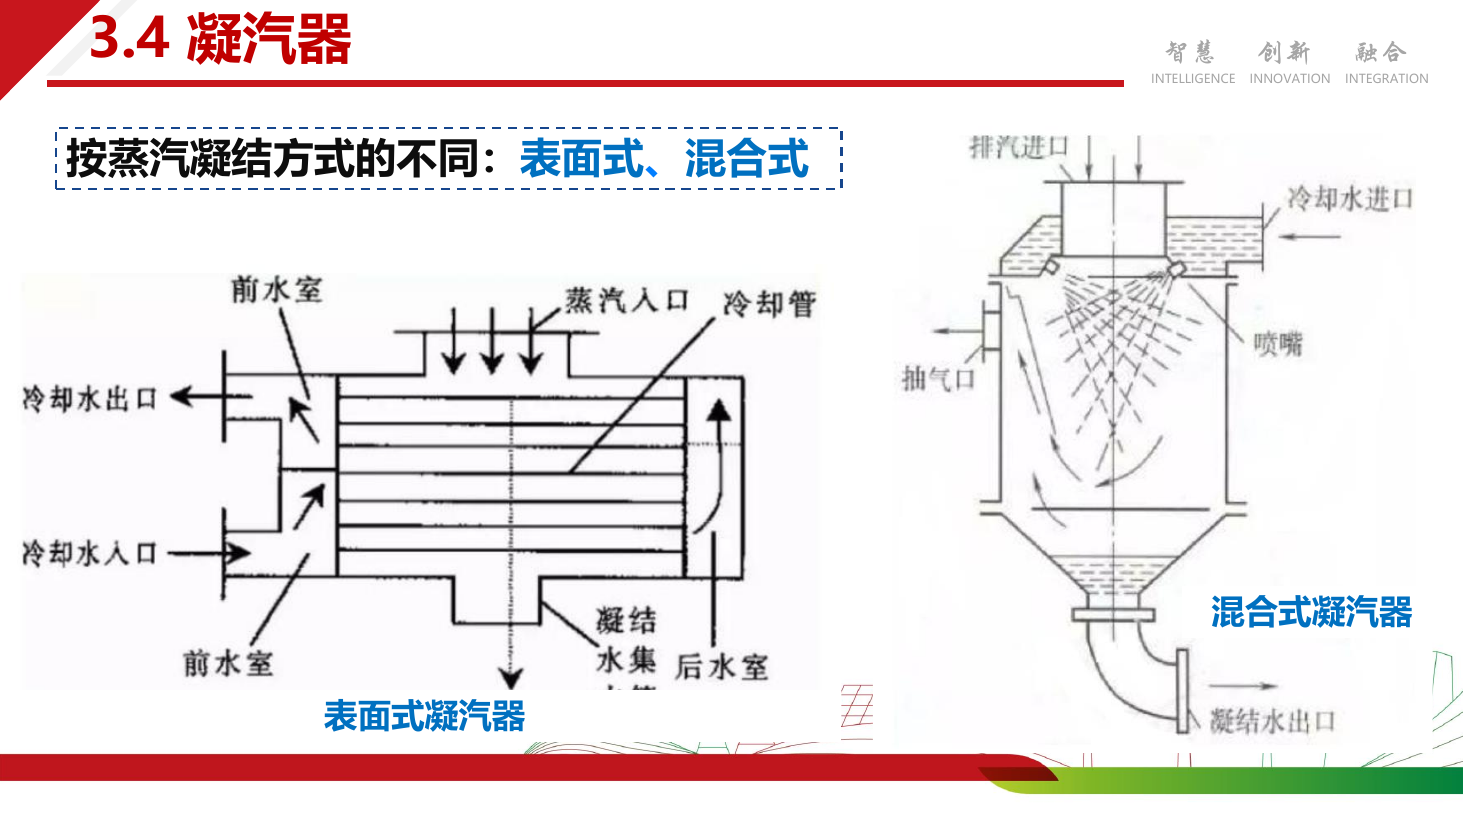 3.4 凝汽器
智慧 创新 融合
INTELLIGENCE INNOVATION INTEGRATION
按蒸汽凝结方式的不同：表面式、混合式
前水室
蒸汽入口
冷却管
冷却水出口
冷却水入口
前水室
凝结
水集
后水室
表面式凝汽器
排汽进口
冷却水进口
喷嘴
抽气口
混合式凝汽器
凝结水出口